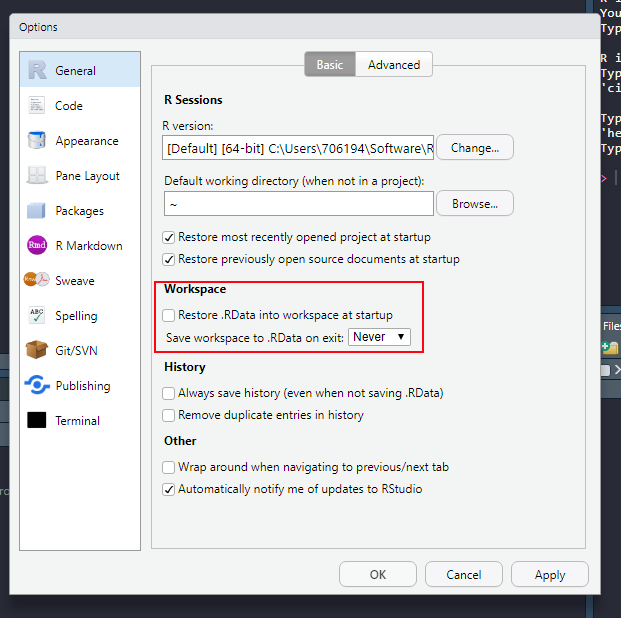 Options
General
Code
Appearance
Pane Layout
Packages
Rmd R Markdown
Sweave
ABC Spelling
Git/SVN
Publishing
Terminal
Basic Advanced
R Sessions
R version:
[Default] [64-bit] C:\Users\706194\Software\R
Change...
Default working directory (when not in a project):
~
Browse...
Restore most recently opened project at startup
Restore previously open source documents at startup
Workspace
Restore .RData into workspace at startup
Save workspace to .RData on exit: Never
History
Always save history (even when not saving .RData)
Remove duplicate entries in history
Other
Wrap around when navigating to previous/next tab
Automatically notify me of updates to RStudio
OK Cancel Apply
You
Typ
R i
Typ
'ci
Typ
'he
Typ
>
Files